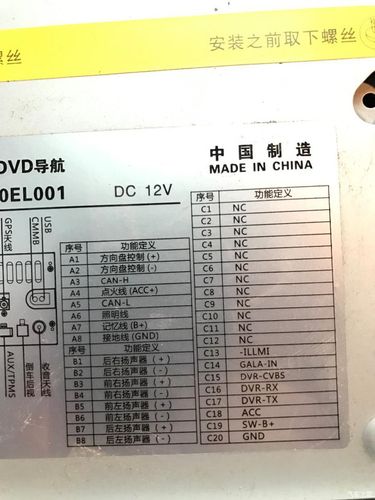 安装之前取下螺丝
螺丝
DVD导航
中国制造
MADE IN CHINA
0EL001
DC 12V
GPS天线
CMMB
USB
AUX/TPMS
倒车后视
收音天线
序号 功能定义
A1 方向盘控制(+)
A2 方向盘控制(-)
A3 CAN-H
A4 点火线(ACC+)
A5 CAN-L
A6 照明线
A7 记忆线(B+)
A8 接地线(GND)
B1 后右扬声器(+)
B2 后右扬声器(-)
B3 前右扬声器(+)
B4 前右扬声器(-)
B5 前左扬声器(+)
B6 前左扬声器(-)
B7 后左扬声器(+)
B8 后左扬声器(-)
序号 功能定义
C1 NC
C2 NC
C3 NC
C4 NC
C5 NC
C6 NC
C7 NC
C8 NC
C9 NC
C10 NC
C11 NC
C12 NC
C13 -ILLMI
C14 GALA-IN
C15 DVR-CVBS
C16 DVR-RX
C17 DVR-TX
C18 ACC
C19 SW-B+
C20 GND